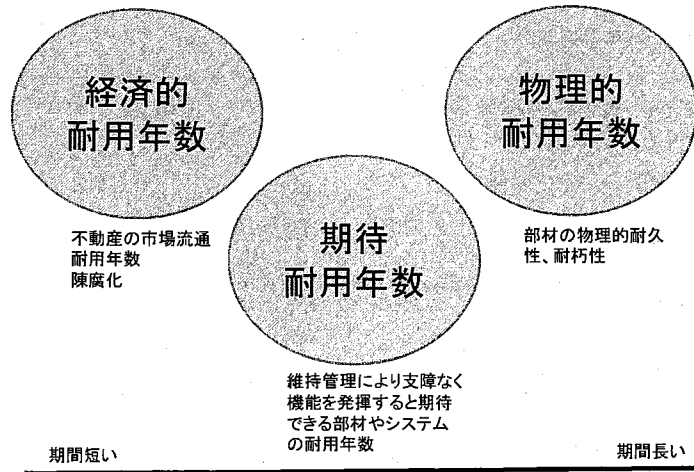 経済的
耐用年数
不動産の市場流通
耐用年数
陳腐化
期待
耐用年数
維持管理により支障なく
機能を発揮すると期待
できる部材やシステム
の耐用年数
物理的
耐用年数
部材の物理的耐久
性、耐朽性
期間短い
期間長い